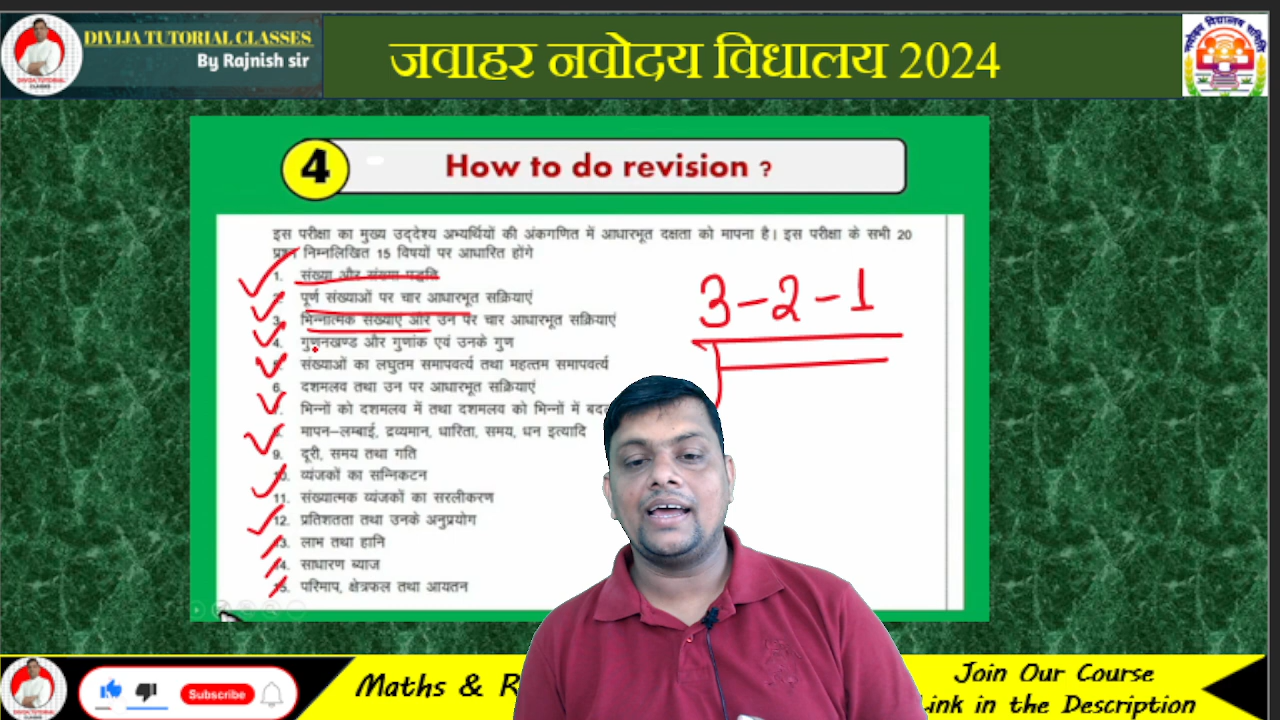 DIVIJA TUTORIAL CLASSES
By Rajnish sir
जवाहर नवोदय विधालय 2024
नवोदय विद्यालय समिति
4 How to do revision ?
इस परीक्षा का मुख्य उद्देश्य अभ्यर्थियों की अंकगणित में आधारभूत दक्षता को मापना है। इस परीक्षा के सभी 20
प्रश्न निम्नलिखित 15 विषयों पर आधारित होंगे
1. संख्या और संख्या पद्धति
2. पूर्ण संख्याओं पर चार आधारभूत सक्रियाएं
3. भिन्नात्मक संख्याएं और उन पर चार आधारभूत सक्रियाएं
4. गुणनखण्ड और गुणांक एवं उनके गुण
5. संख्याओं का लघुतम समापवर्त्य तथा महत्तम समापवर्त्य
6. दशमलव तथा उन पर आधारभूत सक्रियाएं
भिन्नों को दशमलव में तथा दशमलव को भिन्नों में
मापन–लम्बाई, द्रव्यमान, धारिता, समय, धन इत्यादि
9. दूरी, समय तथा गति
10. व्यंजकों का सन्निकटन
11. संख्यात्मक व्यंजकों का सरलीकरण
12. प्रतिशतता तथा उनके अनुप्रयोग
13. लाभ तथा हानि
14. साधारण ब्याज
15. परिमाप, क्षेत्रफल तथा आयतन
3-2-1
Subscribe
Maths & R
Join Our Course
Link in the Description